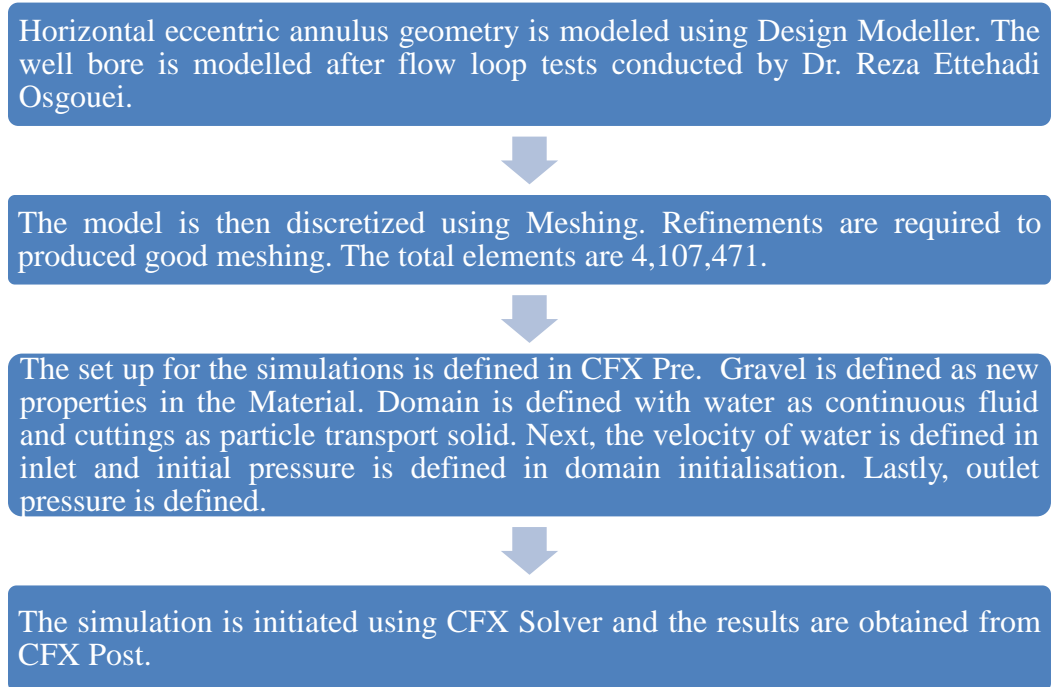 Horizontal eccentric annulus geometry is modeled using Design Modeller. The
well bore is modelled after flow loop tests conducted by Dr. Reza Ettehadi
Osgouei.
The model is then discretized using Meshing. Refinements are required to
produced good meshing. The total elements are 4,107,471.
The set up for the simulations is defined in CFX Pre. Gravel is defined as new
properties in the Material. Domain is defined with water as continuous fluid
and cuttings as particle transport solid. Next, the velocity of water is defined in
inlet and initial pressure is defined in domain initialisation. Lastly, outlet
pressure is defined.
The simulation is initiated using CFX Solver and the results are obtained from
CFX Post.